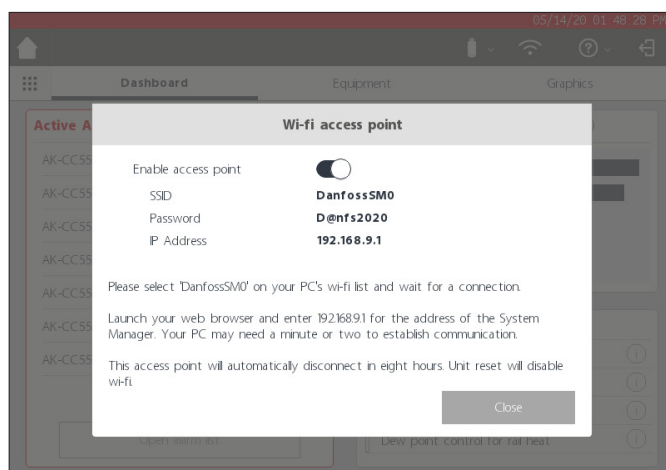 05/14/20 01 48 28 PM
Dashboard Equipment Graphics
Active A
Wi-fi access point
AK-CC55
Enable access point
AK-CC55
SSID DanfossSM0
Password D@nfs2020
AK-CC55
IP Address 192.168.9.1
AK-CC55
AK-CC55
Please select 'DanfossSM0' on your PC's wi-fi list and wait for a connection.
Launch your web browser and enter 192.168.9.1 for the address of the System
AK-CC55
Manager. Your PC may need a minute or two to establish communication.
AK-CC55
This access point will automatically disconnect in eight hours. Unit reset will disable
wi-fi.
Close
Open alarm list
Dew point control for rail heat